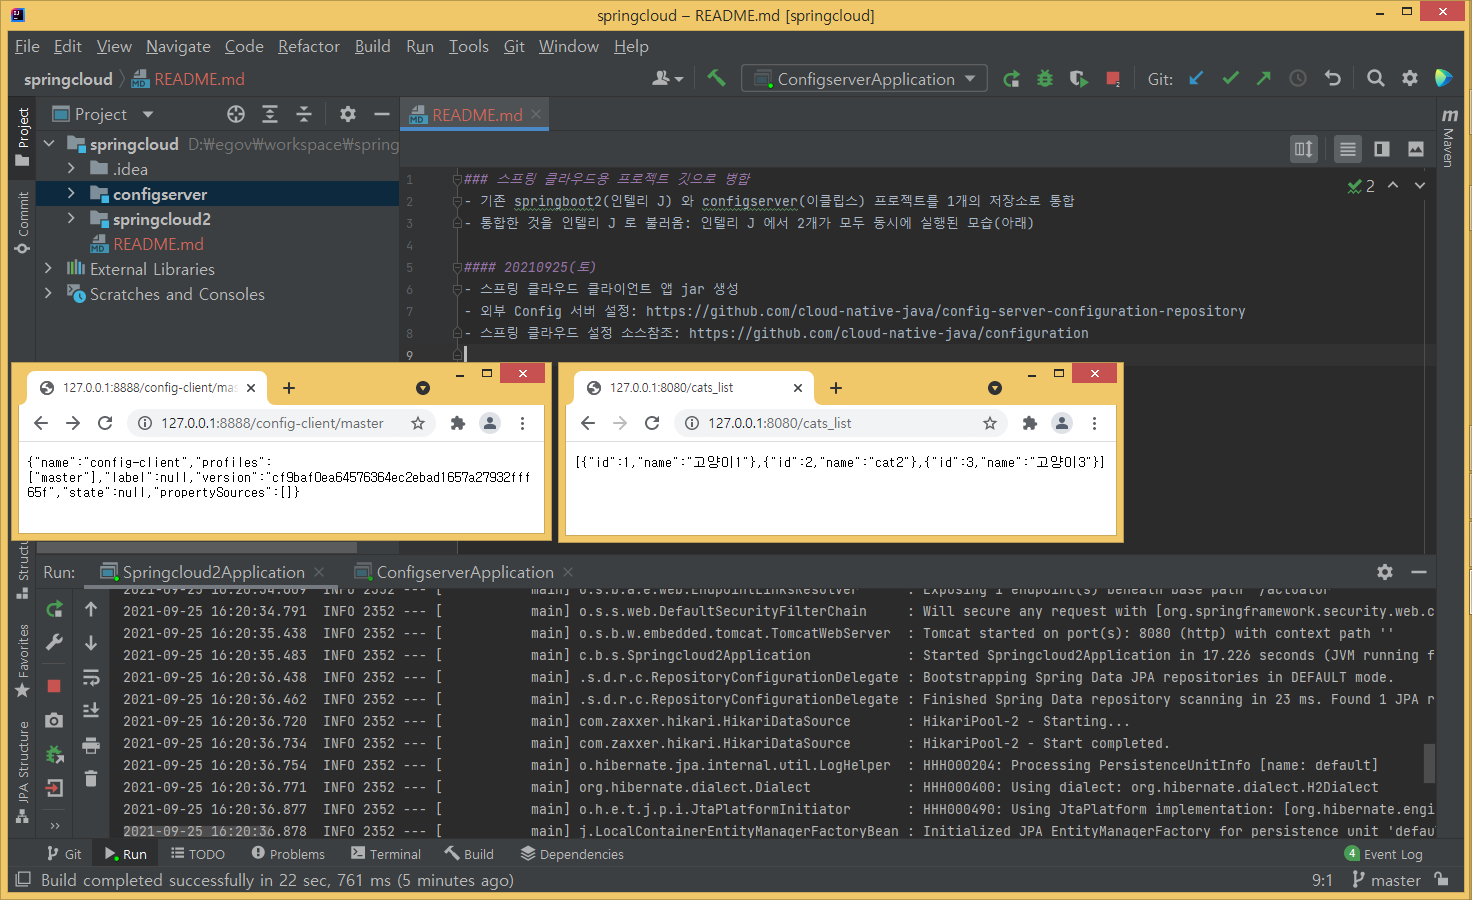 springcloud – README.md [springcloud]
File Edit View Navigate Code Refactor Build Run Tools Git Window Help
springcloud README.md ConfigserverApplication Git:
Project README.md
springcloud D:₩egov₩workspace₩spring
.idea
configserver
springcloud2
README.md
External Libraries
Scratches and Consoles
Project
Commit
Structu
Favorites
JPA Structure
Maven
2
1 ### 스프링 클라우드용 프로젝트 깃으로 병합
2 - 기존 springboot2(인텔리 J) 와 configserver(이클립스) 프로젝트를 1개의 저장소로 통합
3 - 통합한 것을 인텔리 J 로 불러옴: 인텔리 J 에서 2개가 모두 동시에 실행된 모습(아래)
4
5 #### 20210925(토)
6 - 스프링 클라우드 클라이언트 앱 jar 생성
7 - 외부 Config 서버 설정: https://github.com/cloud-native-java/config-server-configuration-repository
8 - 스프링 클라우드 설정 소스참조: https://github.com/cloud-native-java/configuration
9
127.0.0.1:8888/config-client/mas
127.0.0.1:8888/config-client/master
{"name":"config-client","profiles":
["master"],"label":null,"version":"cf9baf0ea64576364ec2ebad1657a27932fff
65f","state":null,"propertySources":[]}
127.0.0.1:8080/cats_list
127.0.0.1:8080/cats_list
[{"id":1,"name":"고양이1"},{"id":2,"name":"cat2"},{"id":3,"name":"고양이3"}]
Run: Springcloud2Application ConfigserverApplication
2021-09-25 16:20:34.669 INFO 2352 --- [ main] o.s.b.a.e.web.EndpointLinksResolver : Exposing 1 endpoint(s) beneath base path '/actuator'
2021-09-25 16:20:34.791 INFO 2352 --- [ main] o.s.s.web.DefaultSecurityFilterChain : Will secure any request with [org.springframework.security.web.c
2021-09-25 16:20:35.438 INFO 2352 --- [ main] o.s.b.w.embedded.tomcat.TomcatWebServer : Tomcat started on port(s): 8080 (http) with context path ''
2021-09-25 16:20:35.483 INFO 2352 --- [ main] c.b.s.Springcloud2Application : Started Springcloud2Application in 17.226 seconds (JVM running f
2021-09-25 16:20:36.438 INFO 2352 --- [ main] .s.d.r.c.RepositoryConfigurationDelegate : Bootstrapping Spring Data JPA repositories in DEFAULT mode.
2021-09-25 16:20:36.462 INFO 2352 --- [ main] .s.d.r.c.RepositoryConfigurationDelegate : Finished Spring Data repository scanning in 23 ms. Found 1 JPA r
2021-09-25 16:20:36.720 INFO 2352 --- [ main] com.zaxxer.hikari.HikariDataSource : HikariPool-2 - Starting...
2021-09-25 16:20:36.734 INFO 2352 --- [ main] com.zaxxer.hikari.HikariDataSource : HikariPool-2 - Start completed.
2021-09-25 16:20:36.754 INFO 2352 --- [ main] o.hibernate.jpa.internal.util.LogHelper : HHH000204: Processing PersistenceUnitInfo [name: default]
2021-09-25 16:20:36.771 INFO 2352 --- [ main] org.hibernate.dialect.Dialect : HHH000400: Using dialect: org.hibernate.dialect.H2Dialect
2021-09-25 16:20:36.877 INFO 2352 --- [ main] o.h.e.t.j.p.i.JtaPlatformInitiator : HHH000490: Using JtaPlatform implementation: [org.hibernate.engi
2021-09-25 16:20:36.878 INFO 2352 --- [ main] j.LocalContainerEntityManagerFactoryBean : Initialized JPA EntityManagerFactory for persistence unit 'defau
Git Run TODO Problems Terminal Build Dependencies 4 Event Log
Build completed successfully in 22 sec, 761 ms (5 minutes ago) 9:1 master